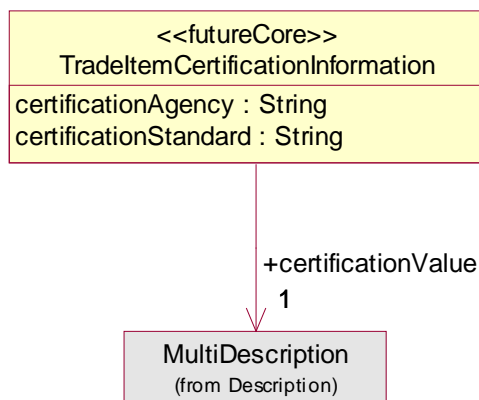 <<futureCore>>
TradeItemCertificationInformation
certificationAgency : String
certificationStandard : String
+certificationValue
1
MultiDescription
(from Description)